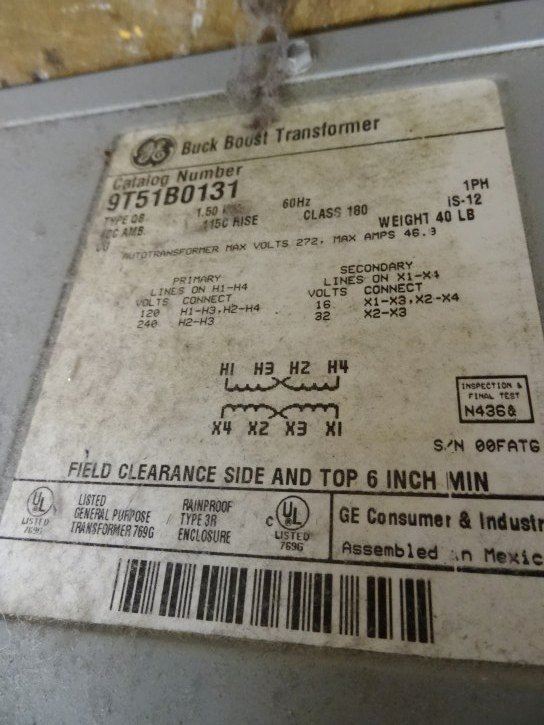 GE Buck Boost Transformer
Catalog Number
9T51B0131
TYPE QB 1.50 60Hz 1PH
AMB. 115C RISE CLASS 180 IS-12
WEIGHT 40 LB
AUTOTRANSFORMER MAX VOLTS 272, MAX AMPS 46.9
PRIMARY
LINES ON H1-H4
VOLTS CONNECT
120 H1-H3,H2-H4
240 H2-H3
SECONDARY
LINES ON X1-X4
VOLTS CONNECT
16 X1-X3,X2-X4
32 X2-X3
H1 H3 H2 H4
X4 X2 X3 X1
INSPECTION &
FINAL TEST
N436&
S/N 00FATG
FIELD CLEARANCE SIDE AND TOP 6 INCH MIN
UL
LISTED
769G
LISTED
GENERAL PURPOSE
TRANSFORMER 769G
RAINPROOF
TYPE 3R
ENCLOSURE
C UL
LISTED
769G
GE Consumer & Industr
Assembled in Mexic